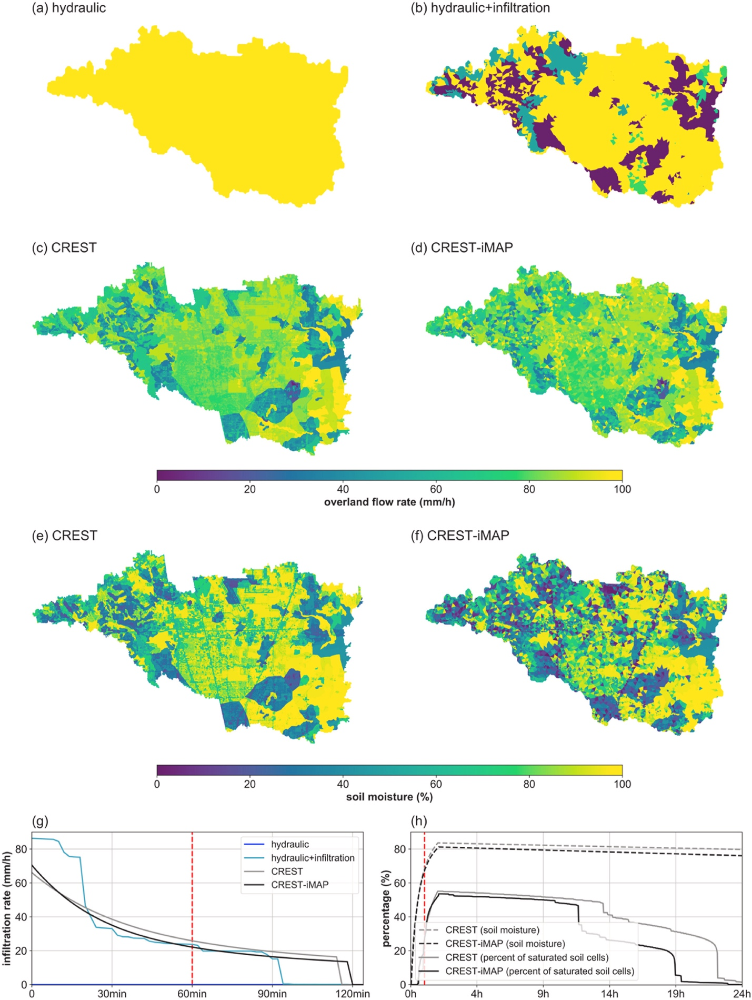 (a) hydraulic
(b) hydraulic+infiltration
(c) CREST
(d) CREST-iMAP
0 20 40 60 80 100
overland flow rate (mm/h)
(e) CREST
(f) CREST-iMAP
0 20 40 60 80 100
soil moisture (%)
(g)
infiltration rate (mm/h)
80
60
40
20
0
0 30min 60min 90min 120min
hydraulic
hydraulic+infiltration
CREST
CREST-iMAP
(h)
percentage (%)
80
60
40
20
0
0h 4h 9h 14h 19h 24h
CREST (soil moisture)
CREST-iMAP (soil moisture)
CREST (percent of saturated soil cells)
CREST-iMAP (percent of saturated soil cells)